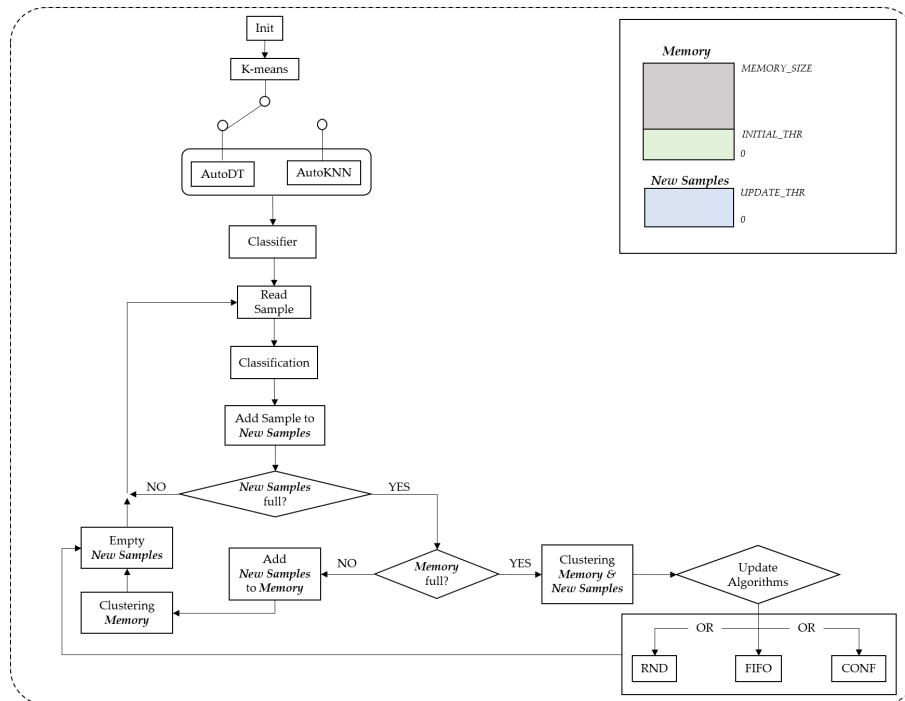 Init
K-means
AutoDT
AutoKNN
Classifier
Read
Sample
Classification
Add Sample to
New Samples
New Samples
full?
NO
YES
Empty
New Samples
Clustering
Memory
Add
New Samples
to Memory
NO
Memory
full?
YES
Clustering
Memory &
New Samples
Update
Algorithms
OR
OR
RND
FIFO
CONF
Memory
MEMORY_SIZE
INITIAL_THR
0
New Samples
UPDATE_THR
0